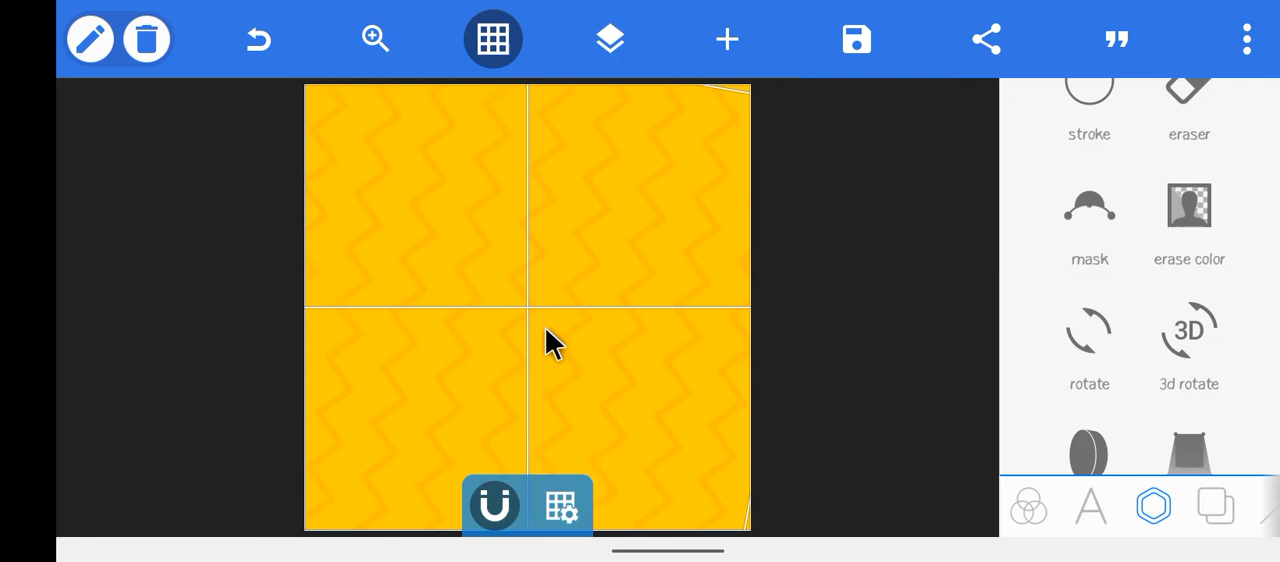 stroke
eraser
mask
erase color
rotate
3D
3d rotate